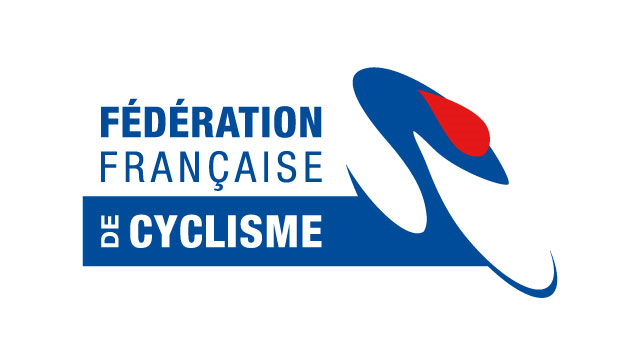 FÉDÉRATION
FRANÇAISE
DE CYCLISME